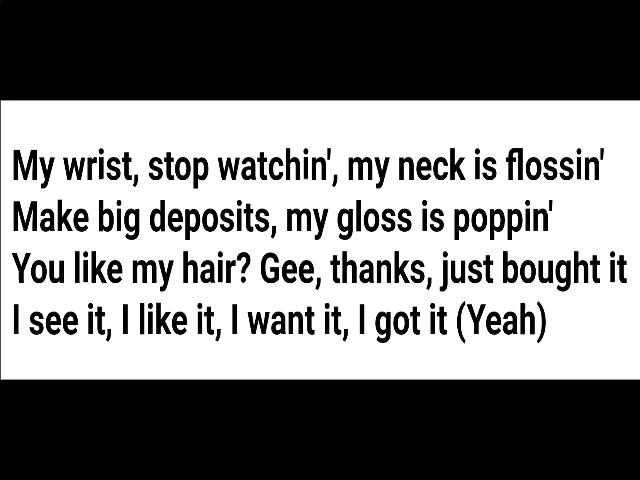 My wrist, stop watchin', my neck is flossin'
Make big deposits, my gloss is poppin'
You like my hair? Gee, thanks, just bought it
I see it, I like it, I want it, I got it (Yeah)